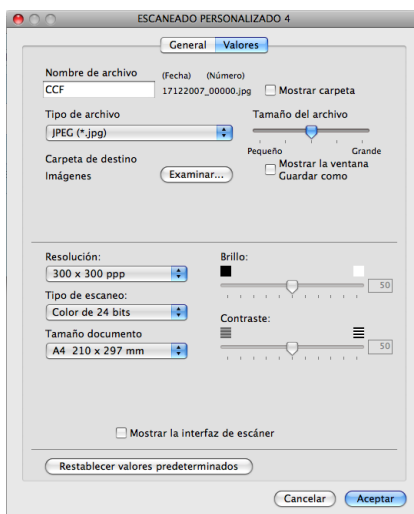 ESCANEADO PERSONALIZADO 4
General Valores
Nombre de archivo (Fecha) (Número)
CCF 17122007_00000.jpg Mostrar carpeta
Tipo de archivo Tamaño del archivo
JPEG (*.jpg)
Pequeño Grande
Carpeta de destino Mostrar la ventana
Imágenes Examinar... Guardar como
Resolución: Brillo:
300 x 300 ppp 50
Tipo de escaneo:
Color de 24 bits Contraste:
Tamaño documento 50
A4 210 x 297 mm
Mostrar la interfaz de escáner
Restablecer valores predeterminados
Cancelar Aceptar